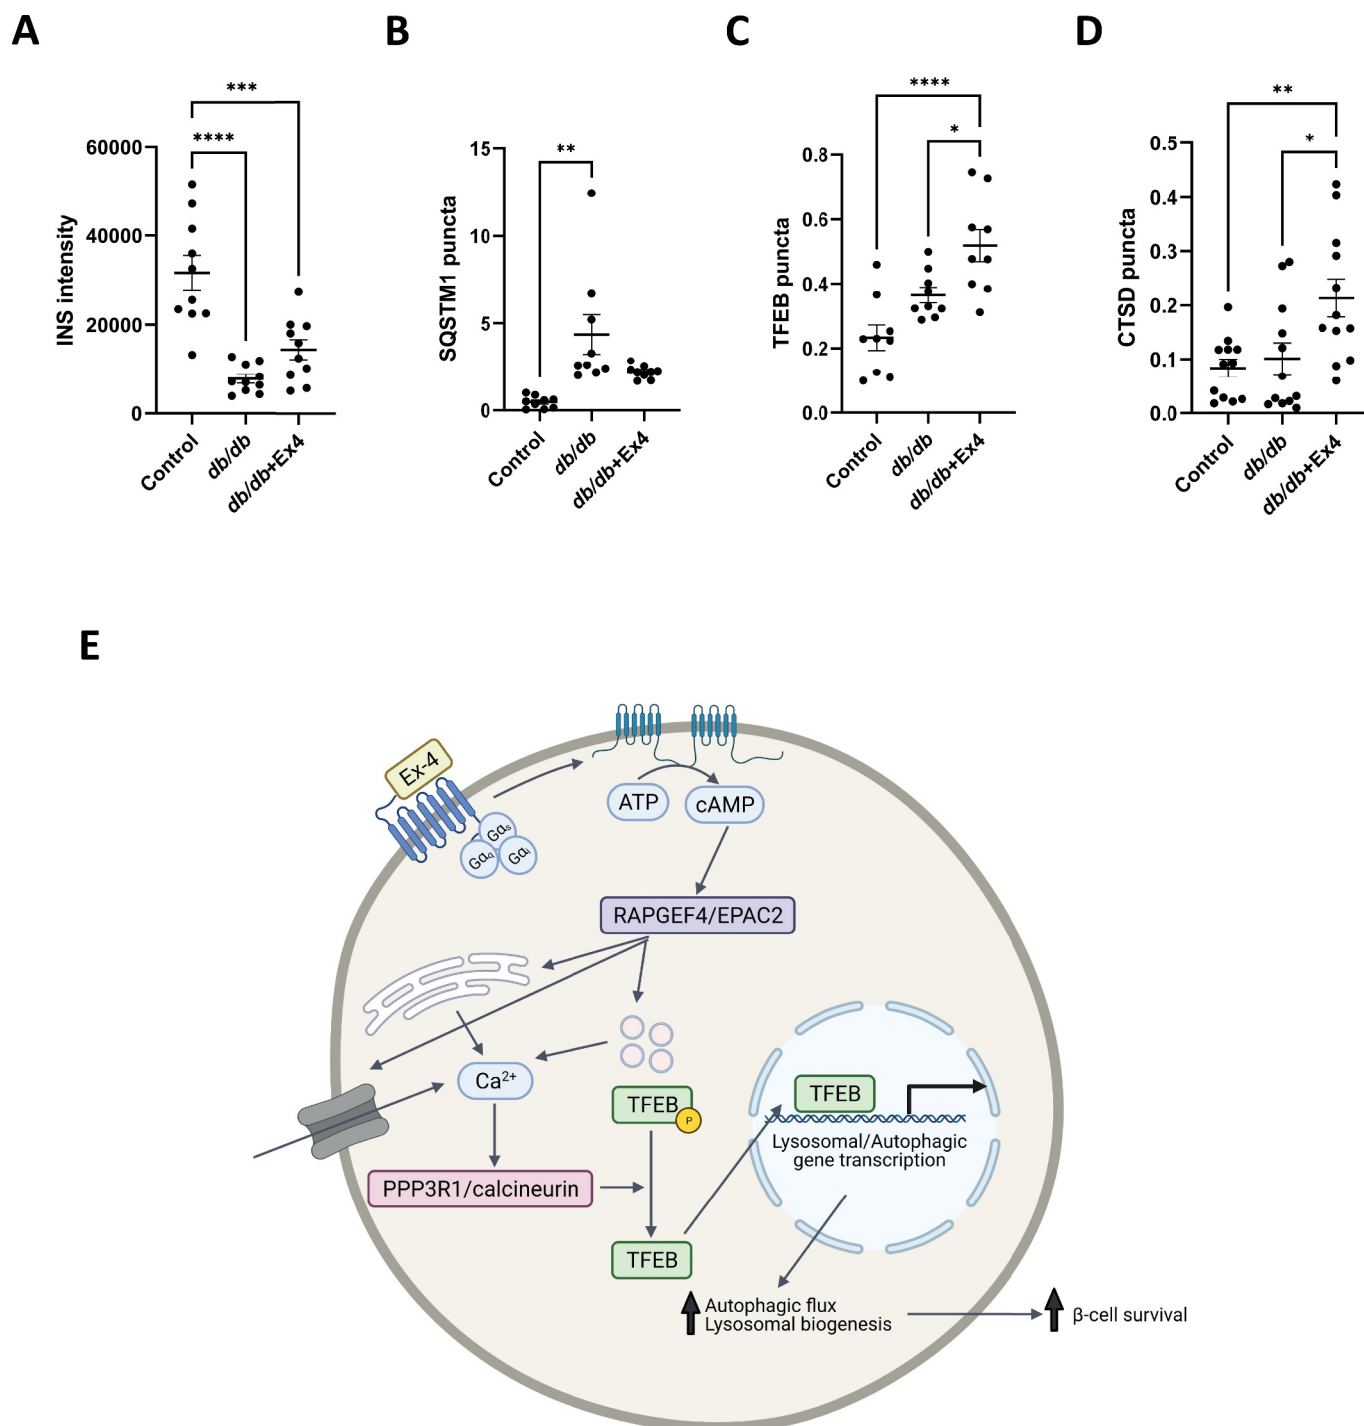 A
B
C
D
***
****
60000
40000
20000
0
INS intensity
Control
db/db
db/db+Ex4
**
15
10
5
0
SQSTM1 puncta
Control
db/db
db/db+Ex4
****
*
0.8
0.6
0.4
0.2
0.0
TFEB puncta
Control
db/db
db/db+Ex4
**
*
0.5
0.4
0.3
0.2
0.1
0.0
CTSD puncta
Control
db/db
db/db+Ex4
E
Ex-4
Gαs
Gαq
Gαi
ATP
cAMP
RAPGEF4/EPAC2
Ca2+
TFEB
P
TFEB
Lysosomal/Autophagic
gene transcription
PPP3R1/calcineurin
TFEB
Autophagic flux
Lysosomal biogenesis
β-cell survival